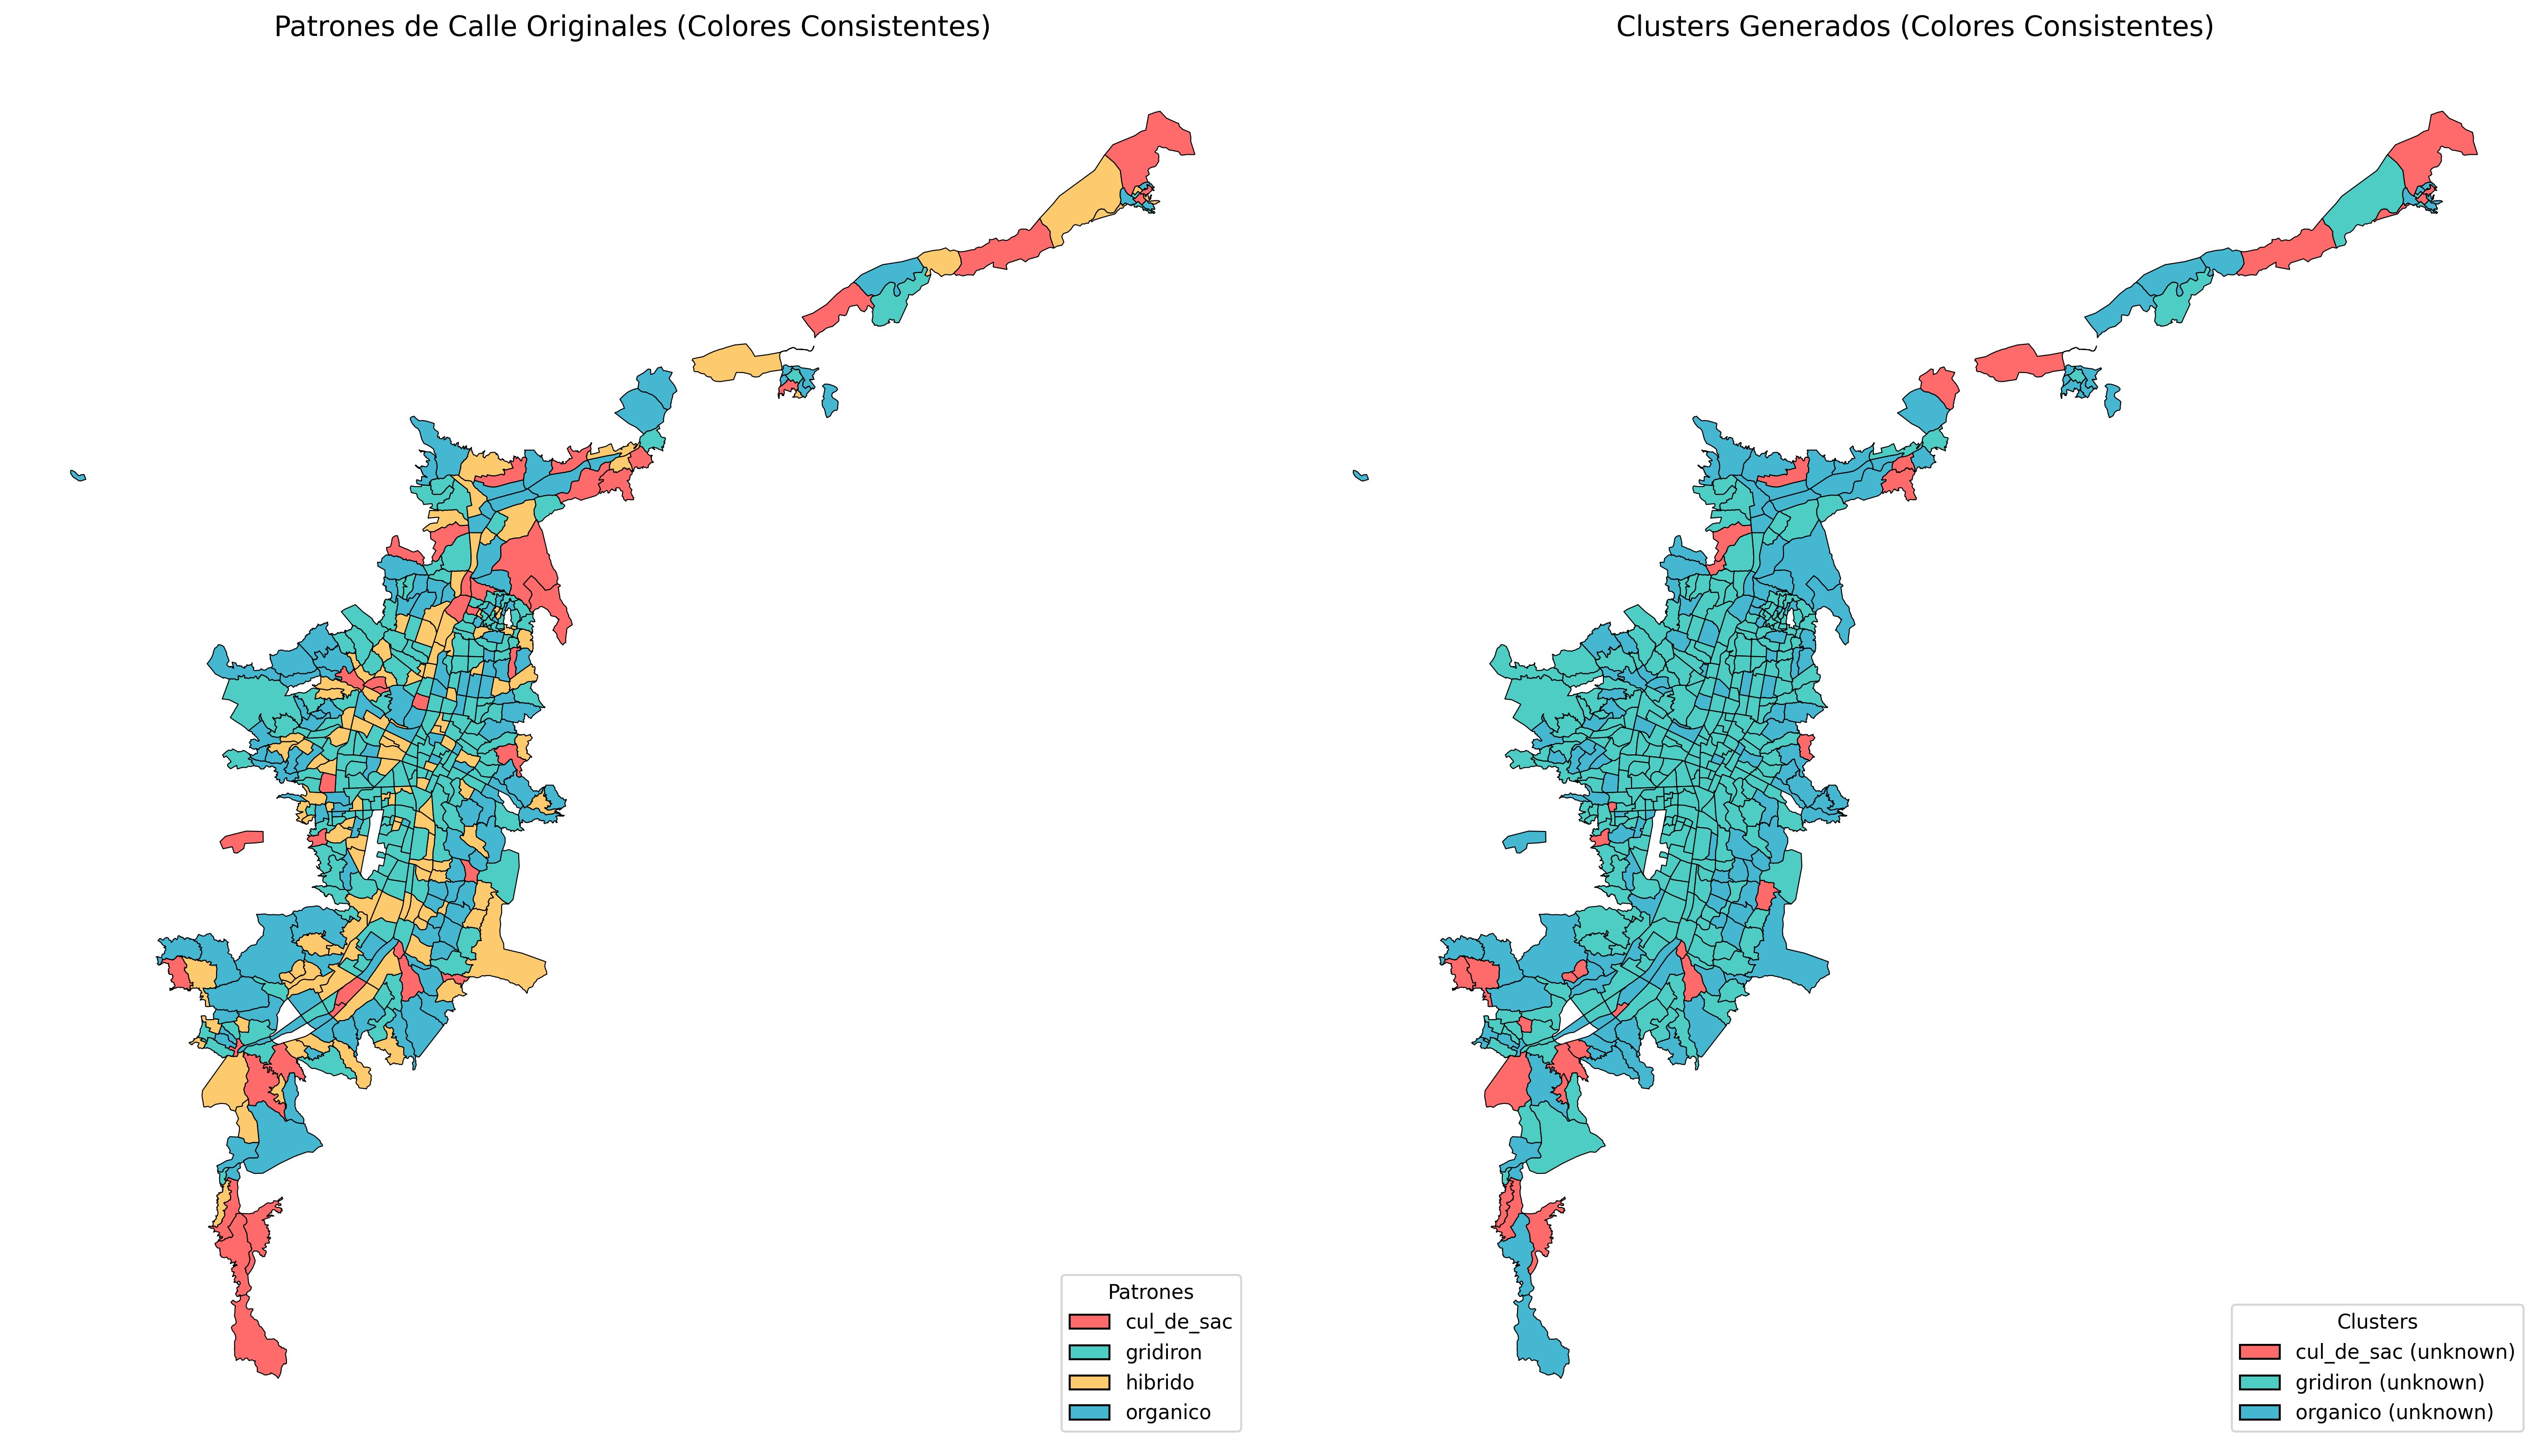 Patrones de Calle Originales (Colores Consistentes)
Clusters Generados (Colores Consistentes)
Patrones
cul_de_sac
gridiron
hibrido
organico
Clusters
cul_de_sac (unknown)
gridiron (unknown)
organico (unknown)